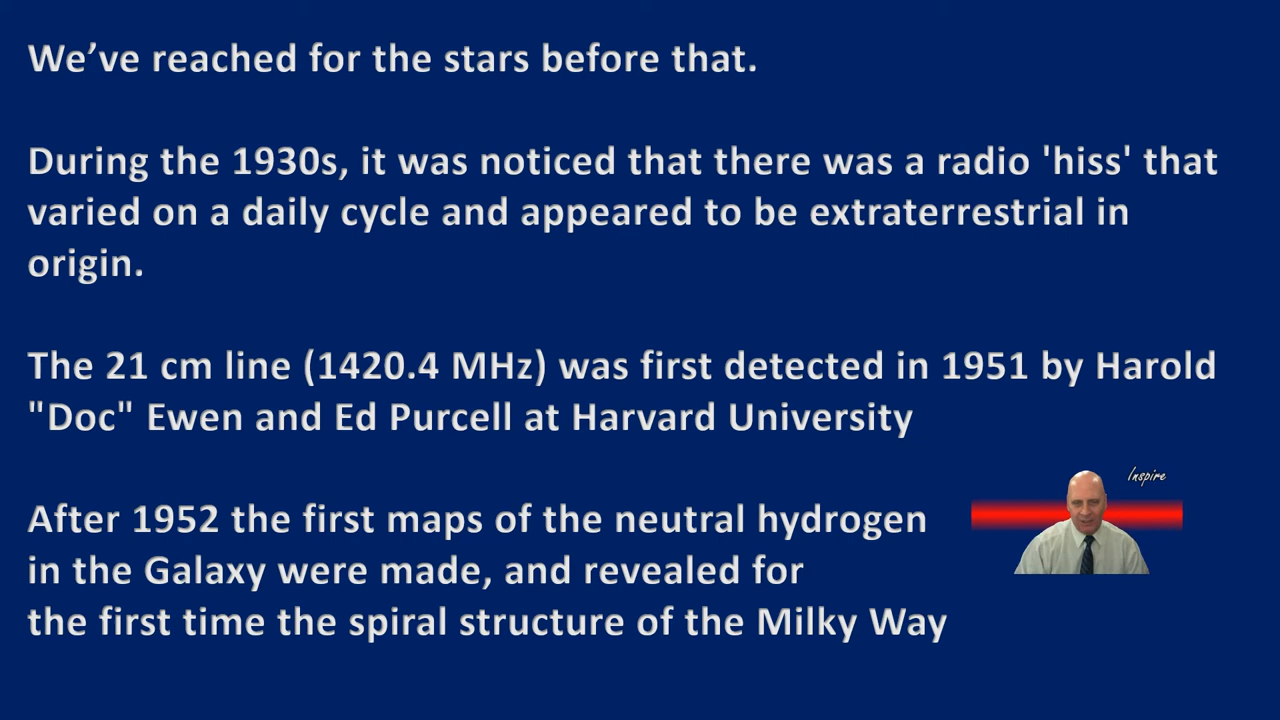 We’ve reached for the stars before that.
During the 1930s, it was noticed that there was a radio 'hiss' that
varied on a daily cycle and appeared to be extraterrestrial in
origin.
The 21 cm line (1420.4 MHz) was first detected in 1951 by Harold
"Doc" Ewen and Ed Purcell at Harvard University
Inspire
After 1952 the first maps of the neutral hydrogen
in the Galaxy were made, and revealed for
the first time the spiral structure of the Milky Way